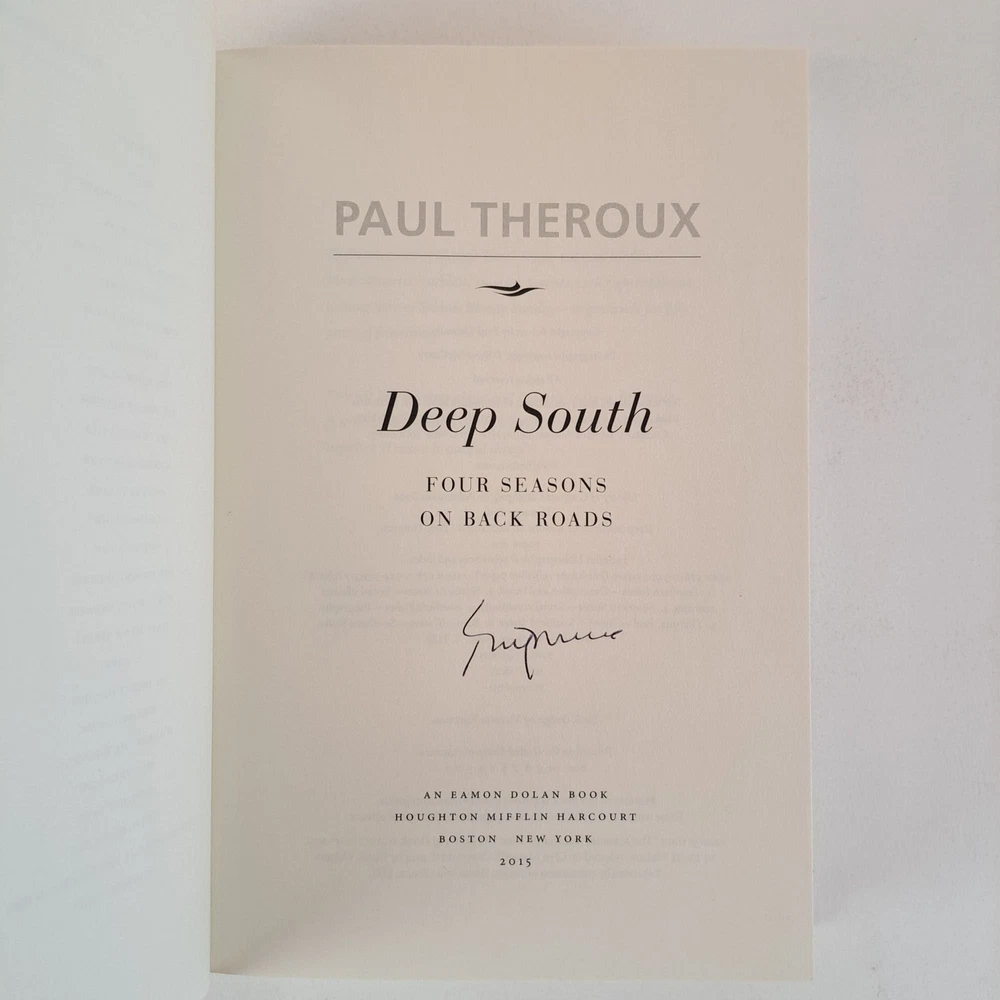 PAUL THEROUX
Deep South
FOUR SEASONS
ON BACK ROADS
AN EAMON DOLAN BOOK
HOUGHTON MIFFLIN HARCOURT
BOSTON NEW YORK
2015